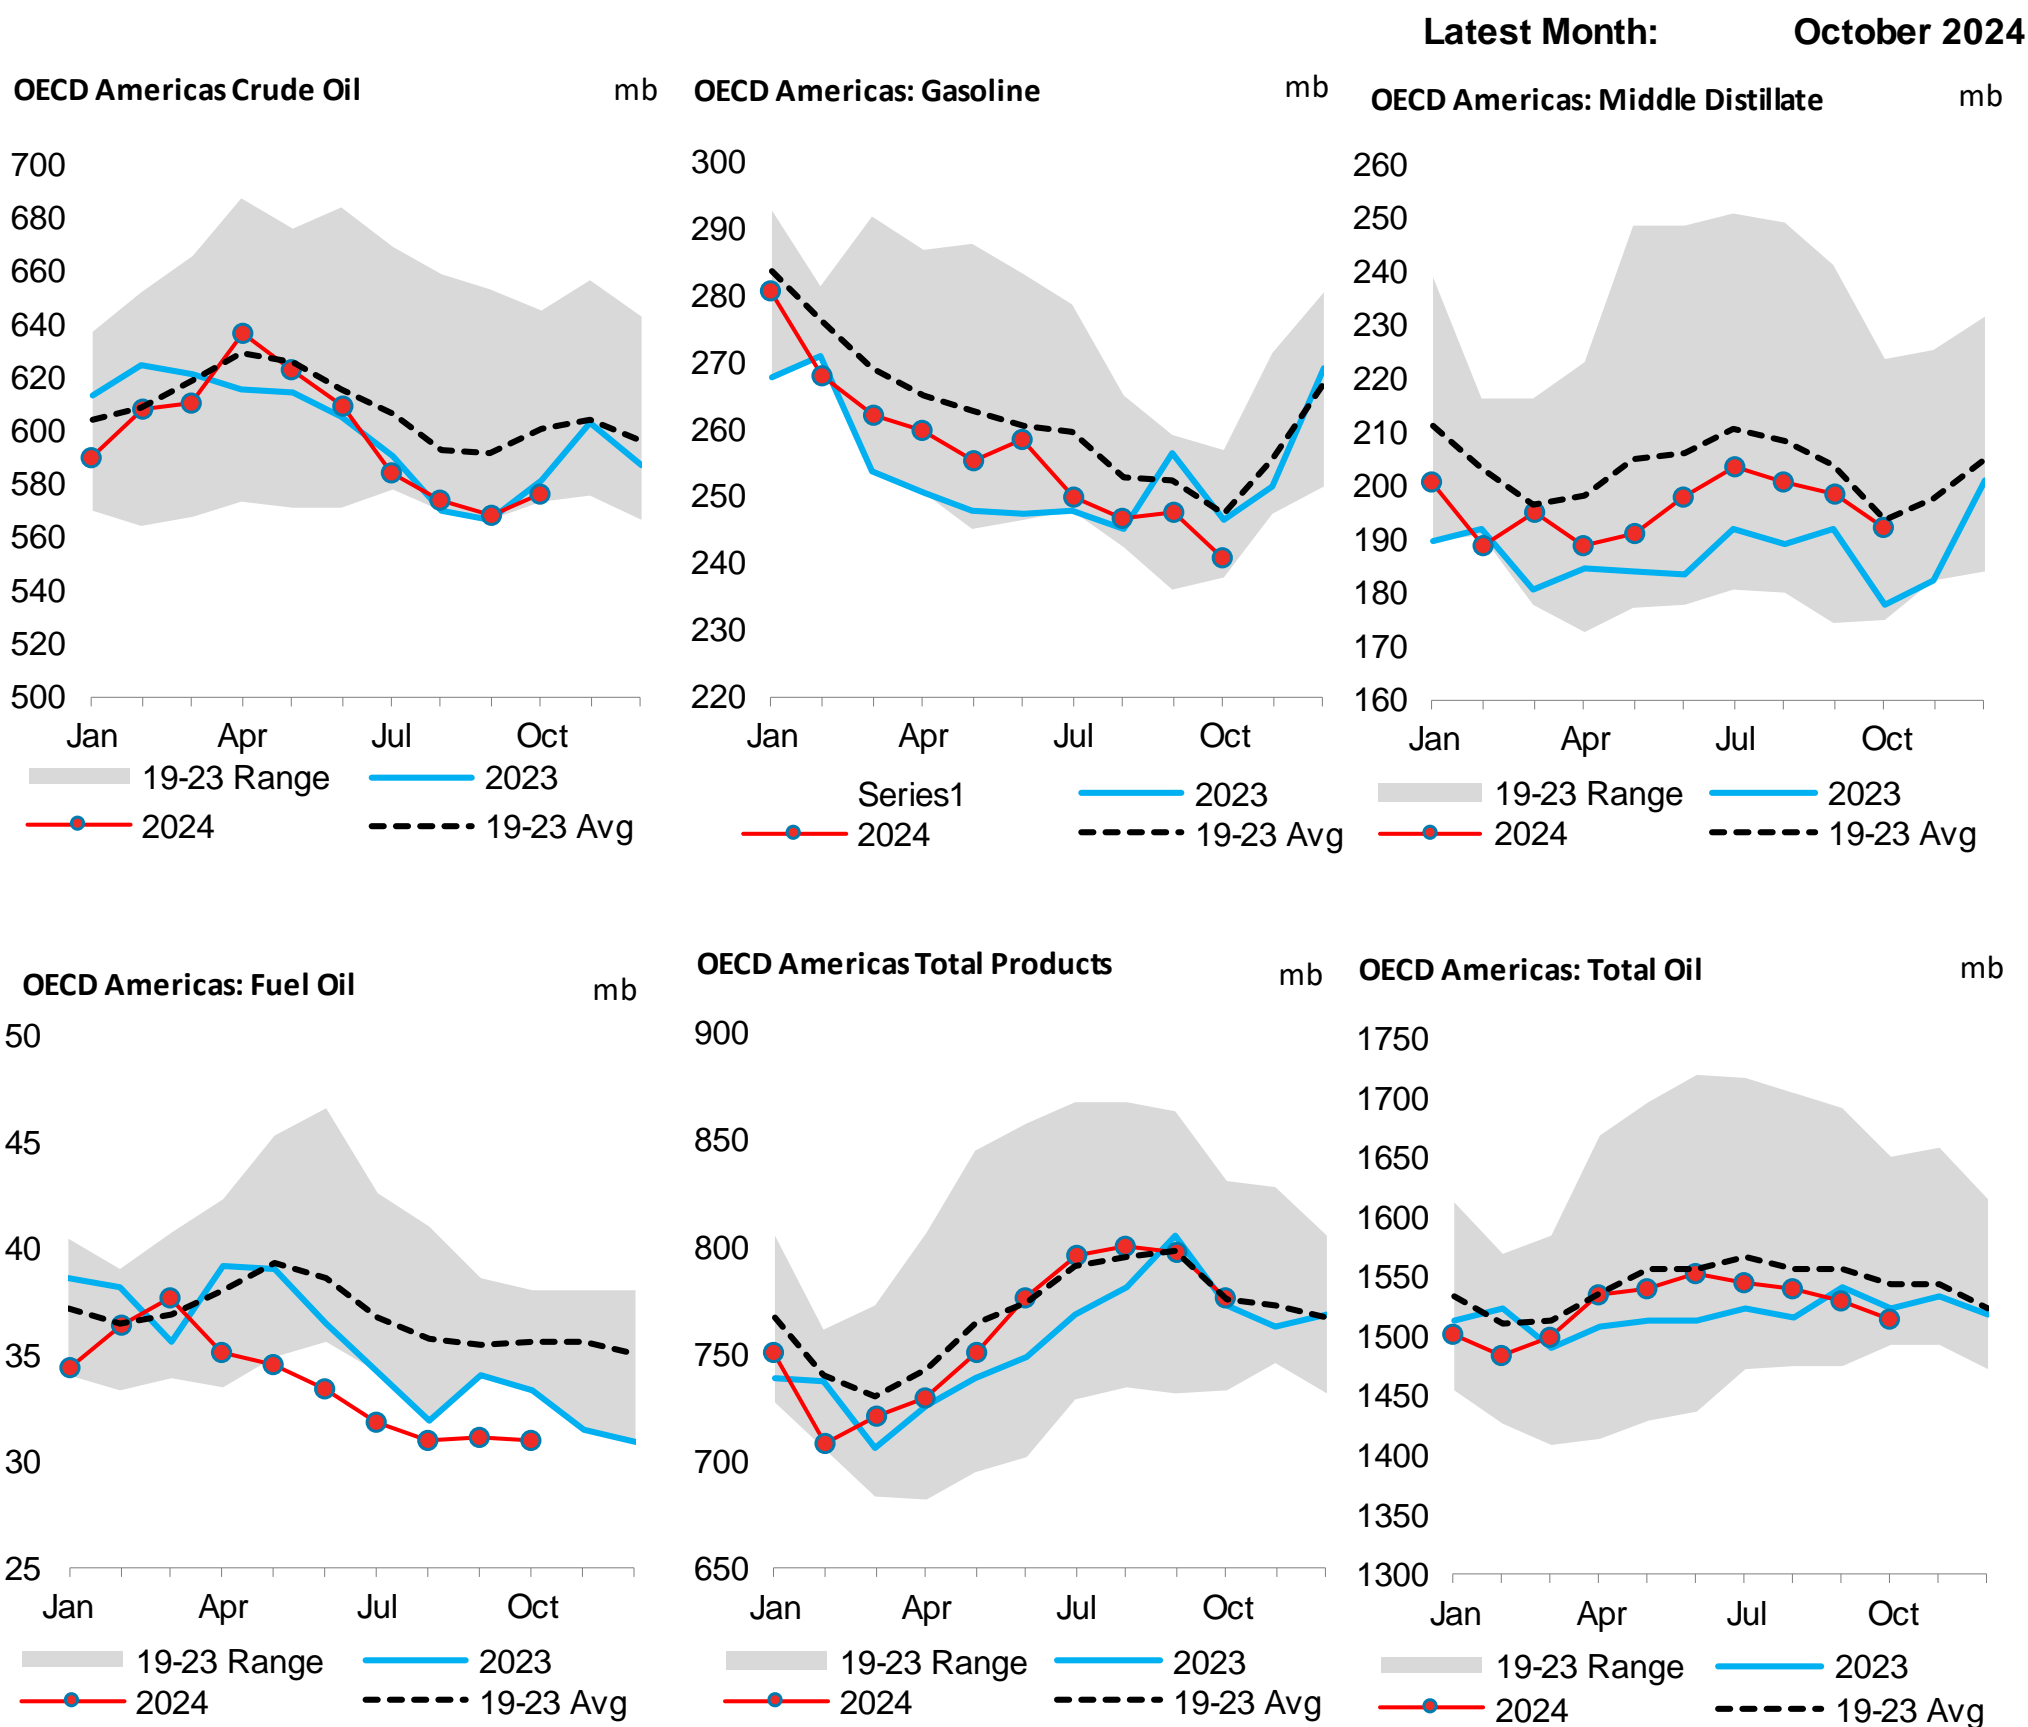 Latest Month: October 2024
OECD Americas Crude Oil mb
700
680
660
640
620
600
580
560
540
520
500
Jan Apr Jul Oct
19-23 Range 2023
2024 19-23 Avg
OECD Americas: Gasoline mb
300
290
280
270
260
250
240
230
220
Jan Apr Jul Oct
Series1 2023
2024 19-23 Avg
OECD Americas: Middle Distillate mb
260
250
240
230
220
210
200
190
180
170
160
Jan Apr Jul Oct
19-23 Range 2023
2024 19-23 Avg
OECD Americas: Fuel Oil mb
50
45
40
35
30
25
Jan Apr Jul Oct
19-23 Range 2023
2024 19-23 Avg
OECD Americas Total Products mb
900
850
800
750
700
650
Jan Apr Jul Oct
19-23 Range 2023
2024 19-23 Avg
OECD Americas: Total Oil mb
1750
1700
1650
1600
1550
1500
1450
1400
1350
1300
Jan Apr Jul Oct
19-23 Range 2023
2024 19-23 Avg